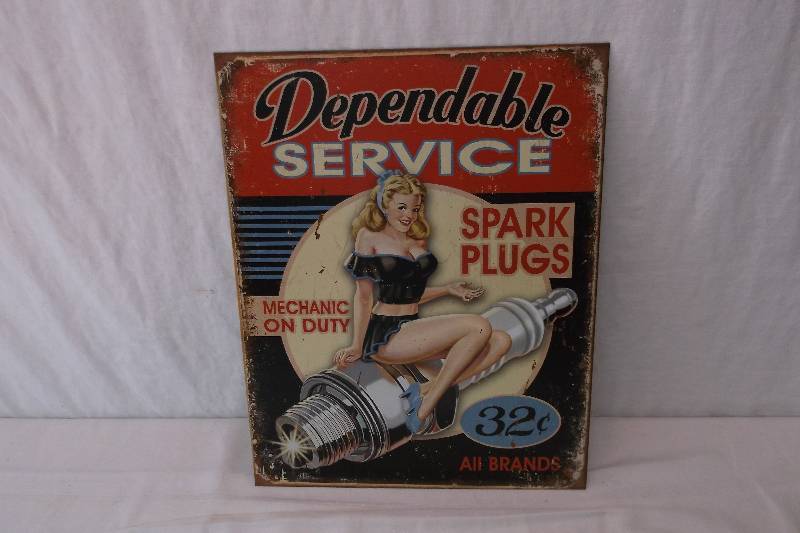 Dependable
SERVICE
SPARK
PLUGS
MECHANIC
ON DUTY
32¢
All BRANDS